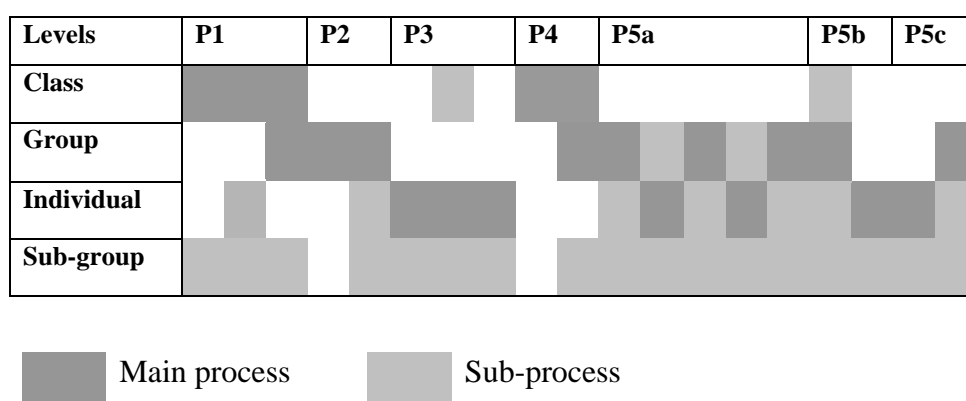 Levels P1 P2 P3 P4 P5a P5b P5c
Class
Group
Individual
Sub-group
Main process Sub-process